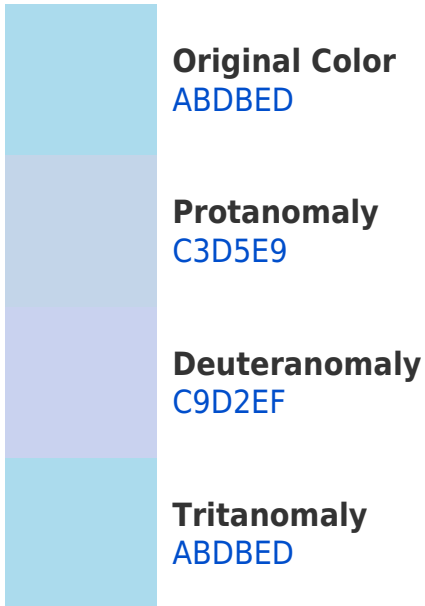 Original Color
ABDBED
Protanomaly
C3D5E9
Deuteranomaly
C9D2EF
Tritanomaly
ABDBED